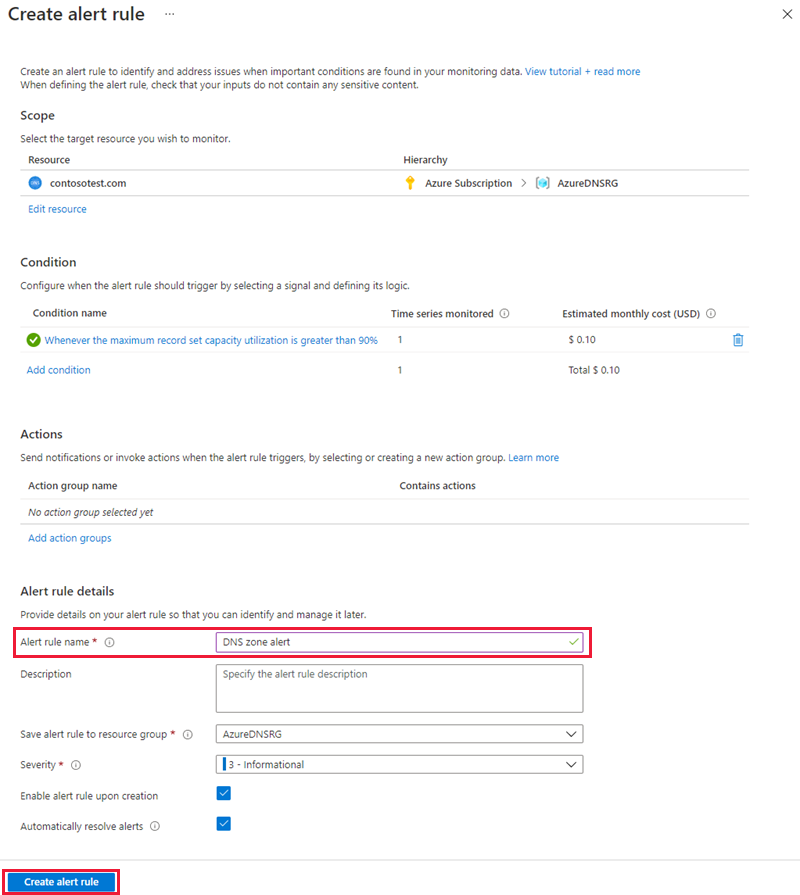 Create alert rule ...
Create an alert rule to identify and address issues when important conditions are found in your monitoring data. View tutorial + read more
When defining the alert rule, check that your inputs do not contain any sensitive content.
Scope
Select the target resource you wish to monitor.
Resource Hierarchy
contosotest.com Azure Subscription > AzureDNSRG
Edit resource
Condition
Configure when the alert rule should trigger by selecting a signal and defining its logic.
Condition name Time series monitored Estimated monthly cost (USD)
Whenever the maximum record set capacity utilization is greater than 90% 1 $ 0.10
Add condition 1 Total $ 0.10
Actions
Send notifications or invoke actions when the alert rule triggers, by selecting or creating a new action group. Learn more
Action group name Contains actions
No action group selected yet
Add action groups
Alert rule details
Provide details on your alert rule so that you can identify and manage it later.
Alert rule name * DNS zone alert
Description Specify the alert rule description
Save alert rule to resource group * AzureDNSRG
Severity * 3 - Informational
Enable alert rule upon creation
Automatically resolve alerts
Create alert rule